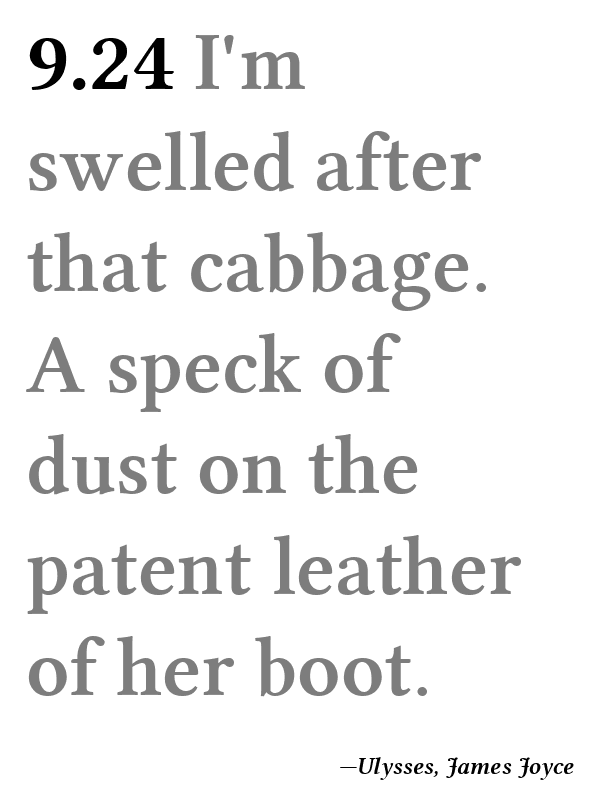 9.24 I'm
swelled after
that cabbage.
A speck of
dust on the
patent leather
of her boot.
—Ulysses, James Joyce